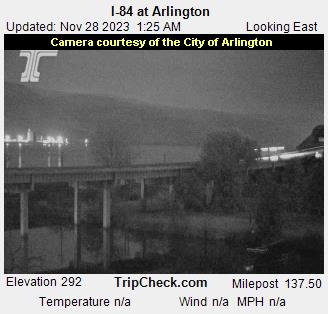 I-84 at Arlington
Updated: Nov 28 2023 1:25 AM Looking East
Camera courtesy of the City of Arlington
Elevation 292 TripCheck.com Milepost 137.50
Temperature n/a Wind n/a MPH n/a